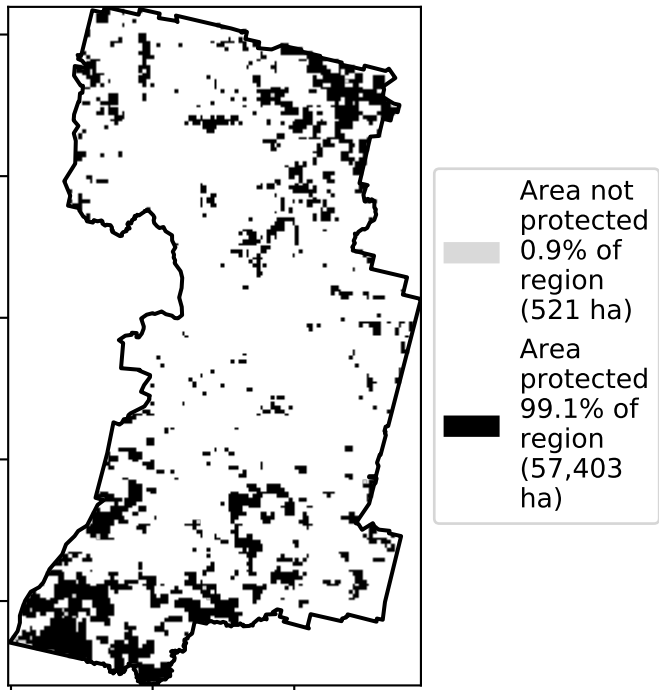 Area not
protected
0.9% of
region
(521 ha)
Area
protected
99.1% of
region
(57,403
ha)